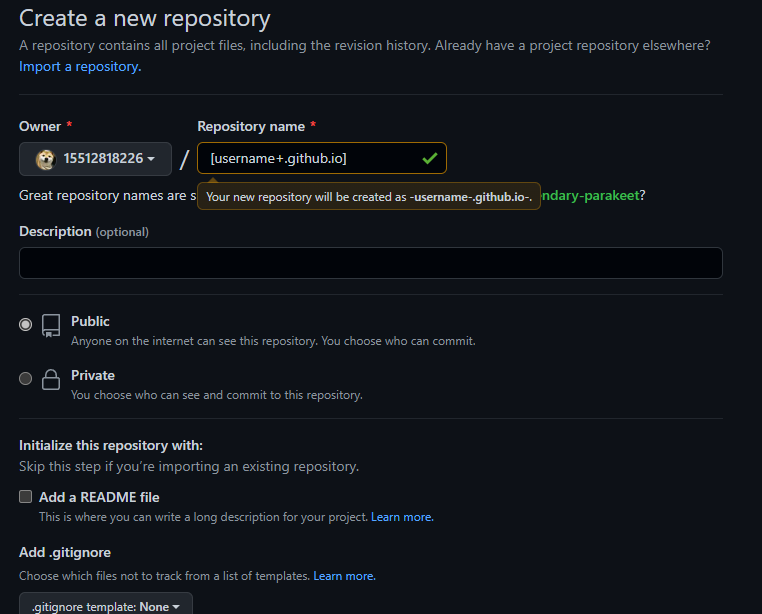 Create a new repository
A repository contains all project files, including the revision history. Already have a project repository elsewhere?
Import a repository.
Owner *
Repository name *
15512818226
/
[username+.github.io]
Great repository names are s
Your new repository will be created as -username-.github.io-.
ndary-parakeet?
Description (optional)
Public
Anyone on the internet can see this repository. You choose who can commit.
Private
You choose who can see and commit to this repository.
Initialize this repository with:
Skip this step if you're importing an existing repository.
Add a README file
This is where you can write a long description for your project. Learn more.
Add .gitignore
Choose which files not to track from a list of templates. Learn more.
.gitignore template: None